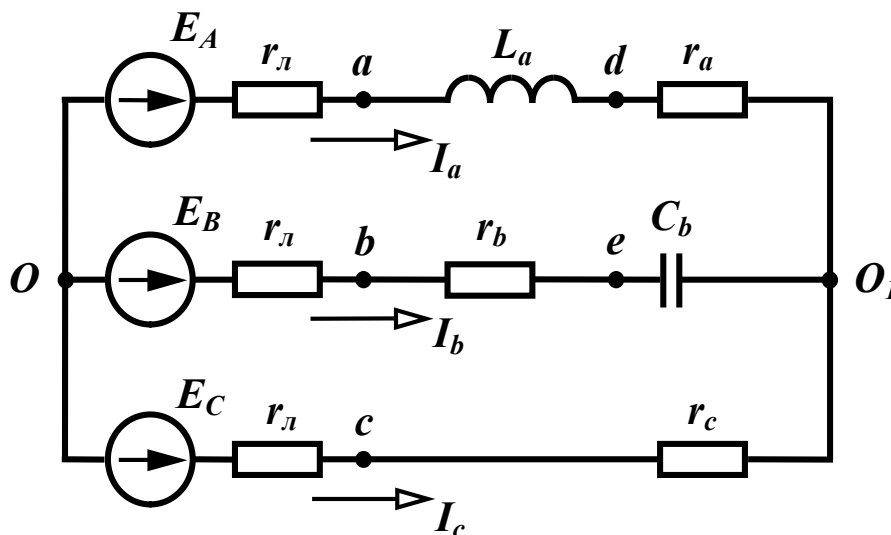 E_A r_л a L_a d r_a
I_a
E_B r_л b r_b e C_b
O O_1
I_b
E_C r_л c r_c
I_c